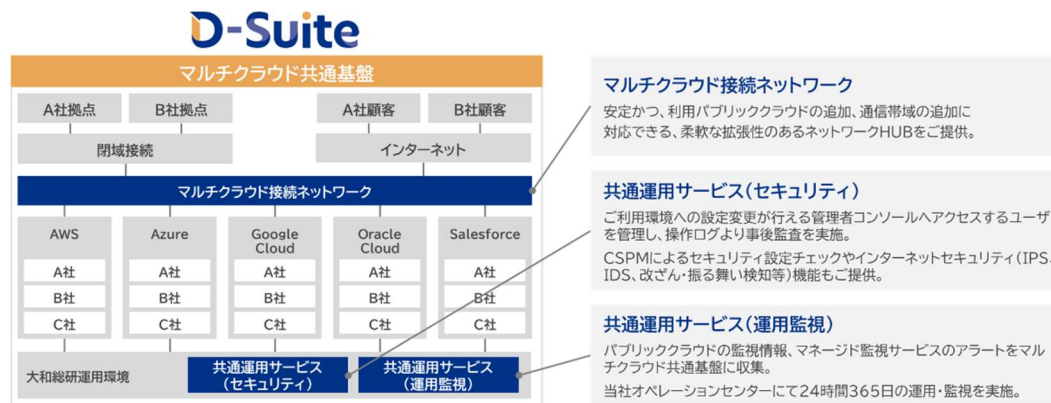 D-Suite
マルチクラウド共通基盤
A社拠点
B社拠点
A社顧客
B社顧客
閉域接続
インターネット
マルチクラウド接続ネットワーク
AWS
A社
B社
C社
Azure
A社
B社
C社
Google
Cloud
A社
B社
C社
Oracle
Cloud
A社
B社
C社
Salesforce
A社
B社
C社
大和総研運用環境
共通運用サービス
(セキュリティ)
共通運用サービス
(運用監視)
マルチクラウド接続ネットワーク
安定かつ、利用パブリッククラウドの追加、通信帯域の追加に
対応できる、柔軟な拡張性のあるネットワークHUBをご提供。
共通運用サービス(セキュリティ)
ご利用環境への設定変更が行える管理者コンソールへアクセスするユーザ
を管理し、操作ログより事後監査を実施。
CSPMによるセキュリティ設定チェックやインターネットセキュリティ(IPS、
IDS、改ざん・振る舞い検知等)機能もご提供。
共通運用サービス(運用監視)
パブリッククラウドの監視情報、マネージド監視サービスのアラートをマル
チクラウド共通基盤に収集。
当社オペレーションセンターにて24時間365日の運用・監視を実施。